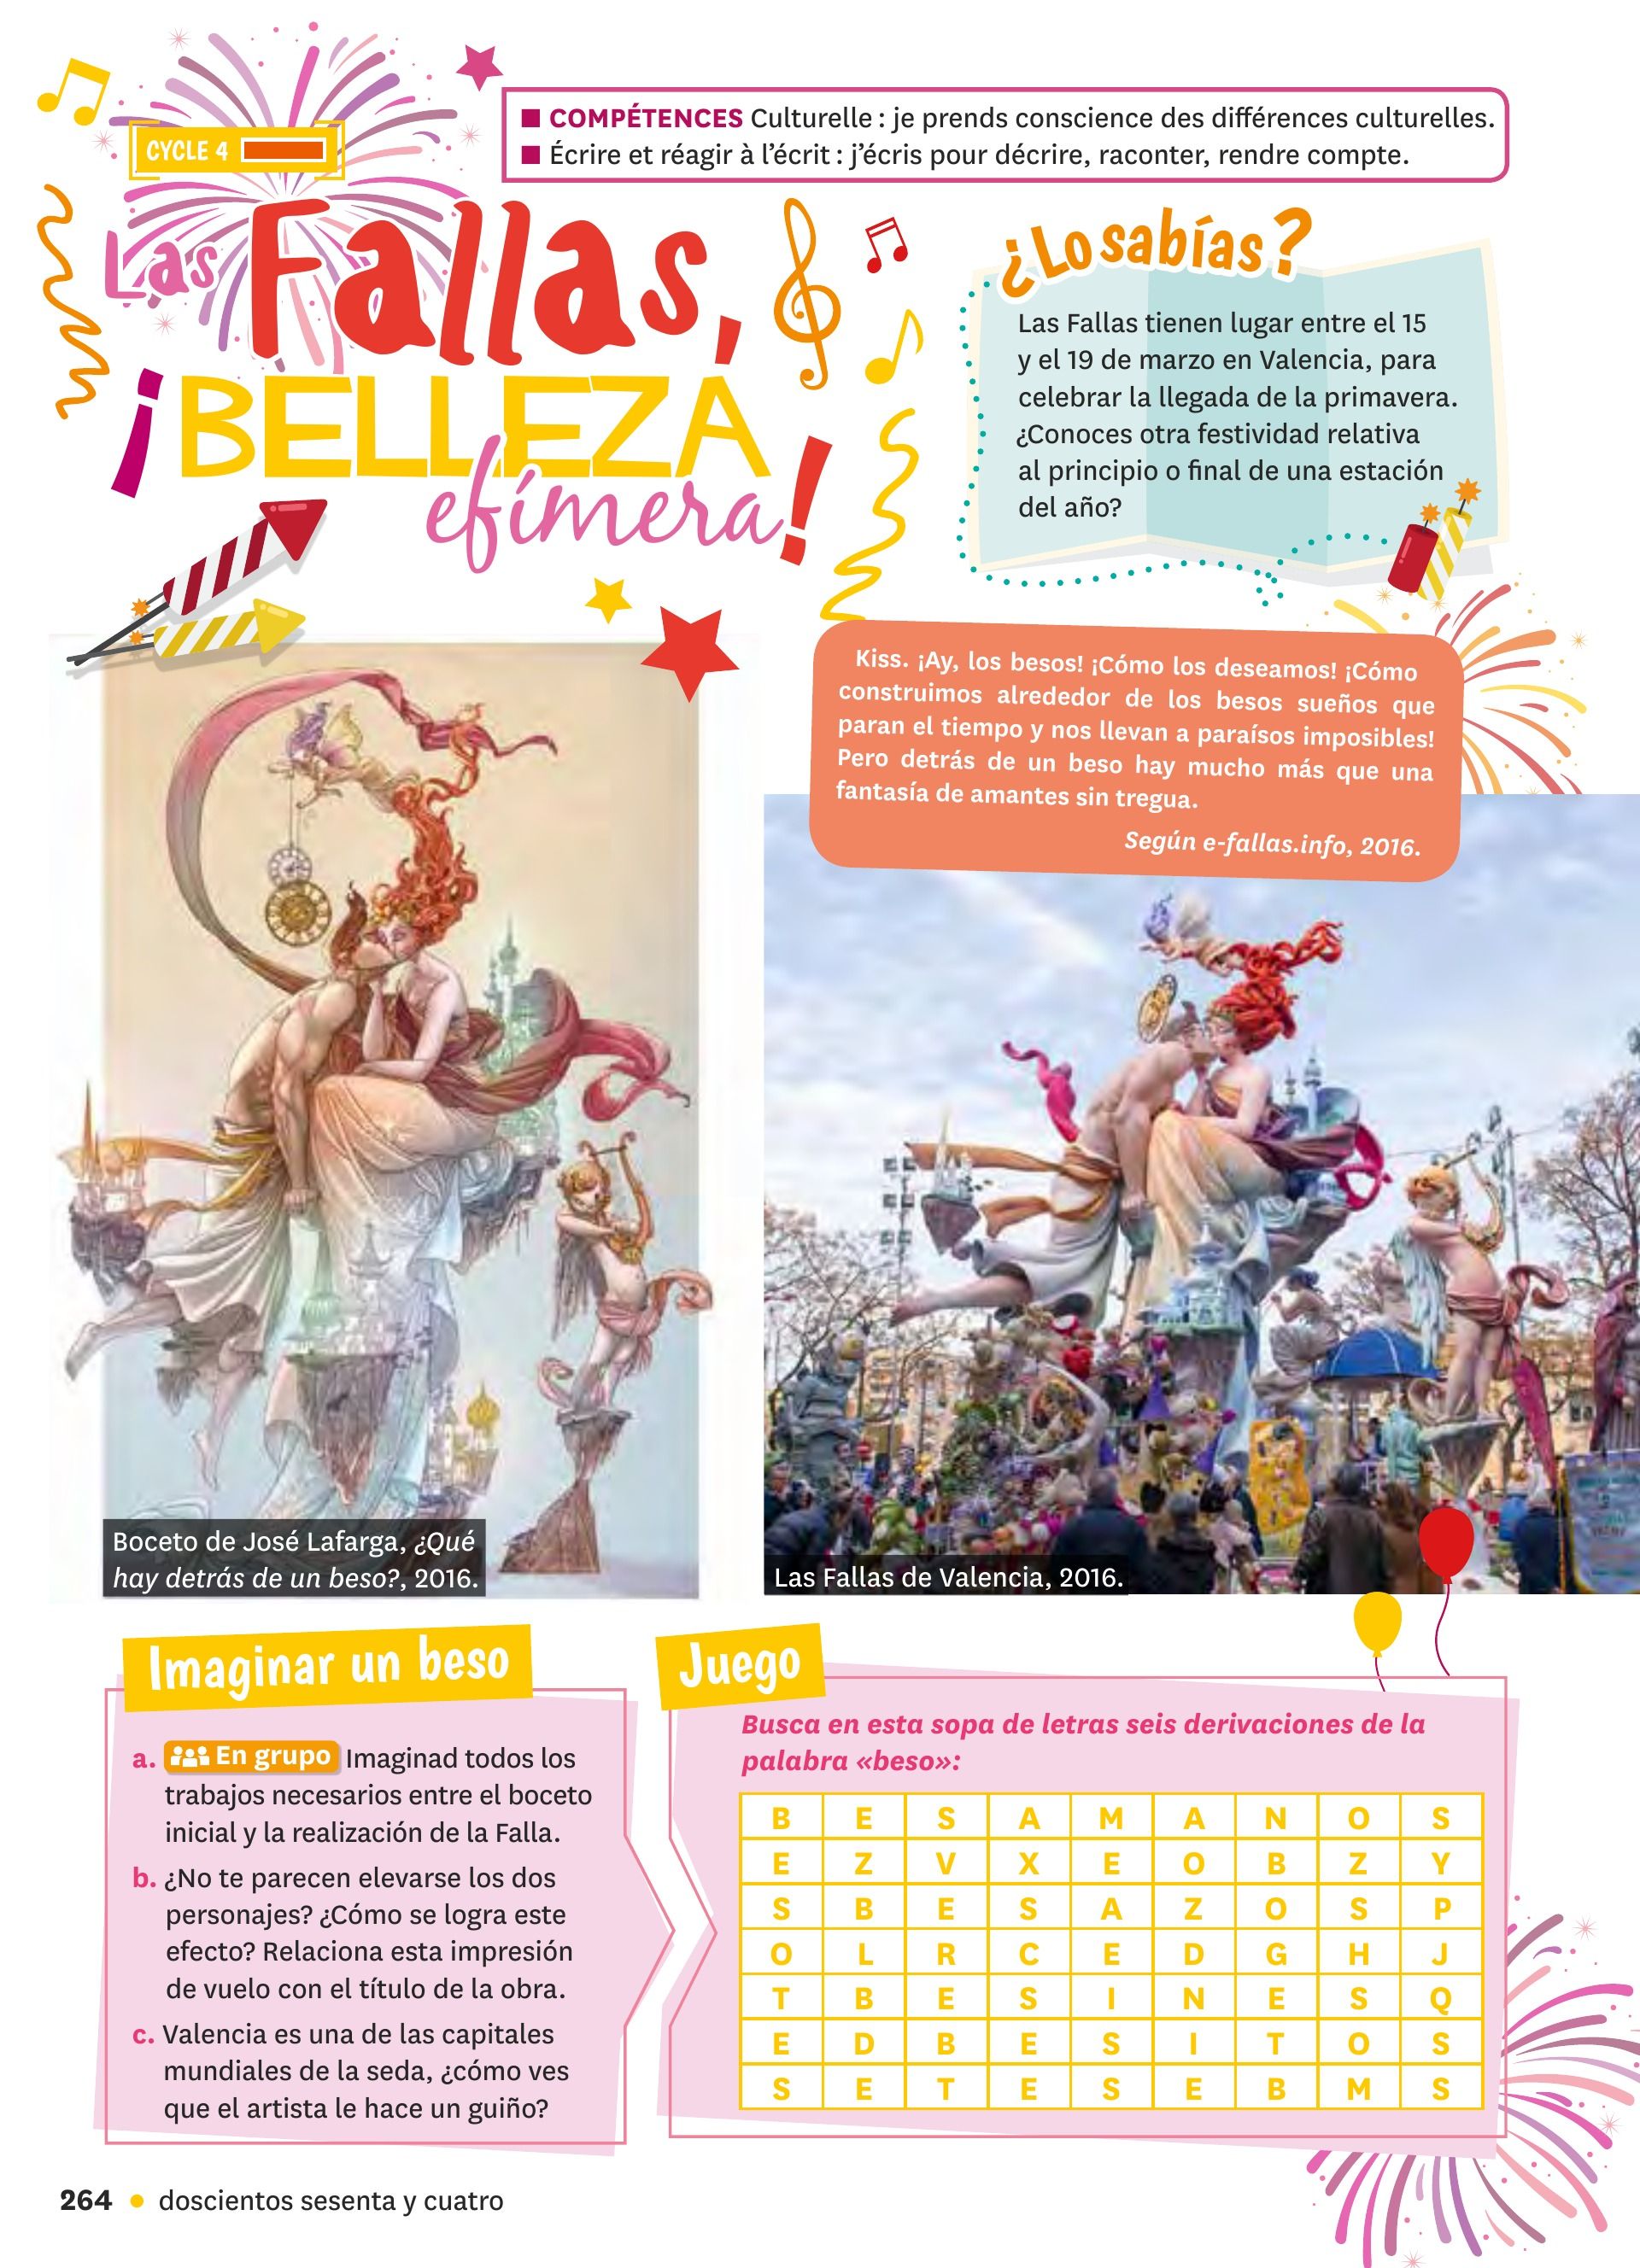 COMPÉTENCES Culturelle : je prends conscience des différences culturelles.
Écrire et réagir à l'écrit : j'écris pour décrire, raconter, rendre compte.
CYCLE 4
Las Fallas,
¡BELLEZA
efímera!
¿Lo sabías?
Las Fallas tienen lugar entre el 15
y el 19 de marzo en Valencia, para
celebrar la llegada de la primavera.
¿Conoces otra festividad relativa
al principio o final de una estación
del año?
Kiss. ¡Ay, los besos! ¡Cómo los deseamos! ¡Cómo
construimos alrededor de los besos sueños que
paran el tiempo y nos llevan a paraísos imposibles!
Pero detrás de un beso hay mucho más que una
fantasía de amantes sin tregua.
Según e-fallas.info, 2016.
Boceto de José Lafarga, ¿Qué
hay detrás de un beso?, 2016.
Las Fallas de Valencia, 2016.
Imaginar un beso
a. En grupo Imaginad todos los
trabajos necesarios entre el boceto
inicial y la realización de la Falla.
b. ¿No te parecen elevarse los dos
personajes? ¿Cómo se logra este
efecto? Relaciona esta impresión
de vuelo con el título de la obra.
c. Valencia es una de las capitales
mundiales de la seda, ¿cómo ves
que el artista le hace un guiño?
Juego
Busca en esta sopa de letras seis derivaciones de la
palabra «beso»:
B E S A M A N O S
E Z V X E O B Z Y
S B E S A Z O S P
O L R C E D G H J
T B E S I N E S Q
E D B E S I T O S
S E T E S E B M S
264 • doscientos sesenta y cuatro